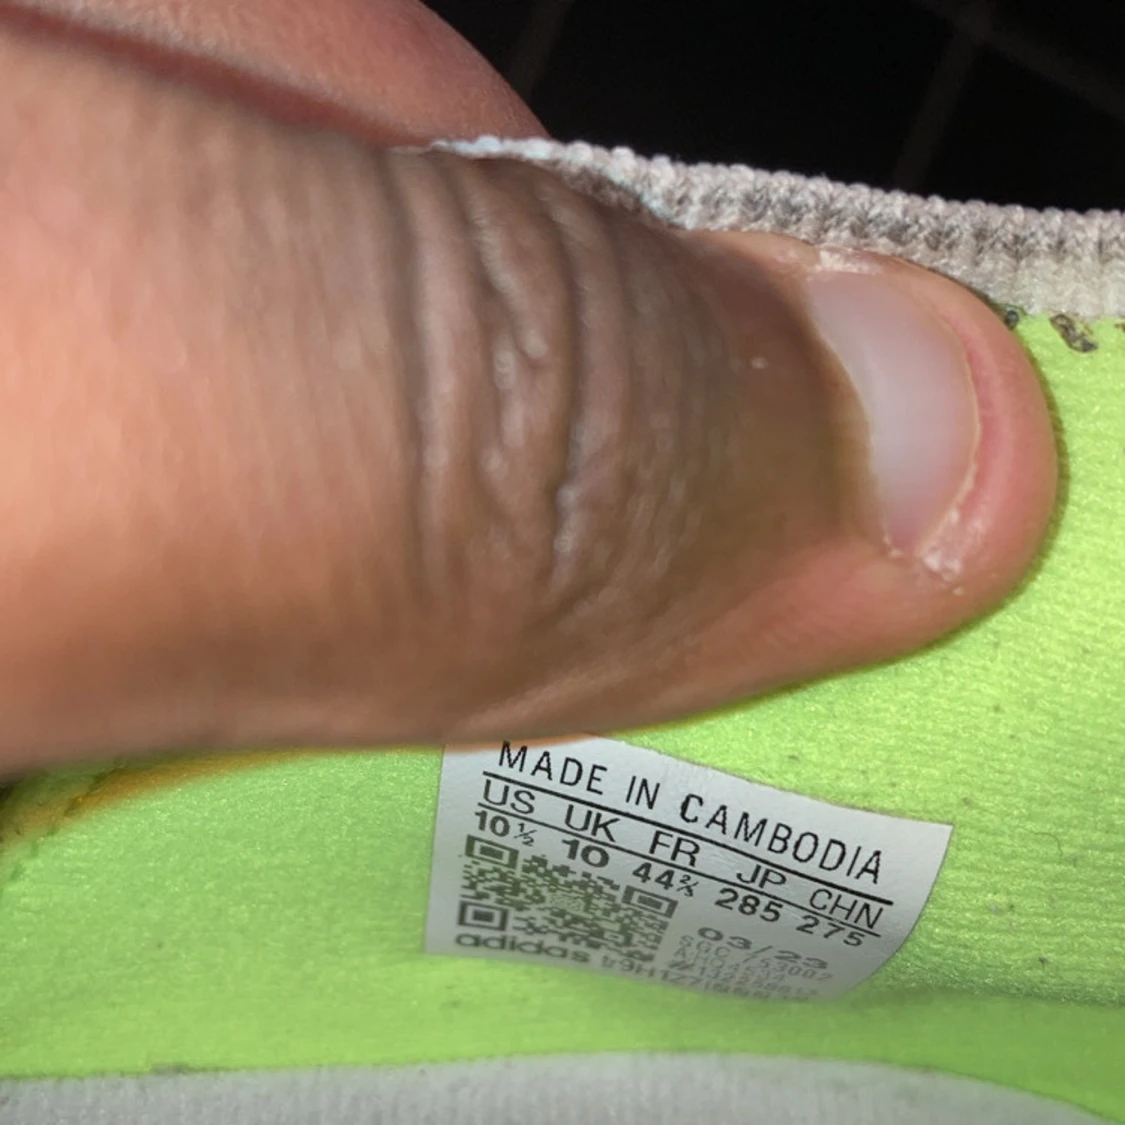 MADE IN CAMBODIA
US UK FR JP CHN
10½ 10 44⅔ 285 275
03/23
adidas